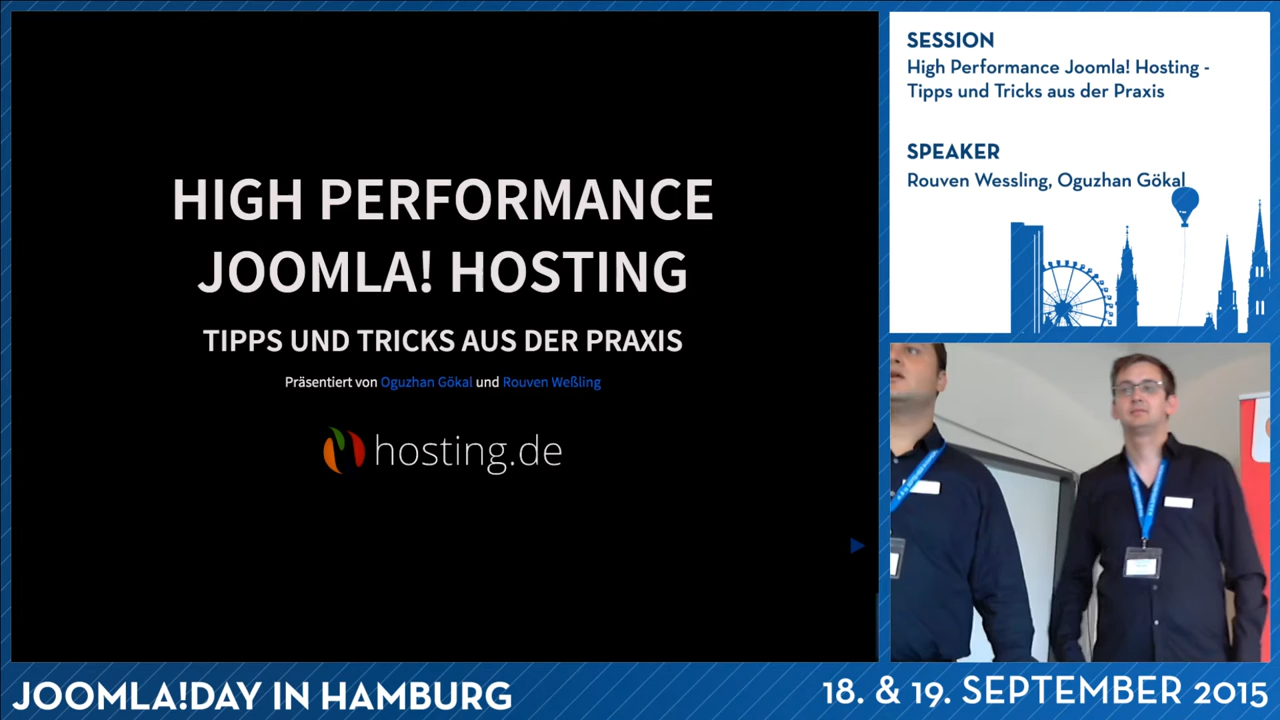 HIGH PERFORMANCE
JOOMLA! HOSTING
TIPPS UND TRICKS AUS DER PRAXIS
Präsentiert von Oguzhan Gökal und Rouven Weßling
hosting.de
SESSION
High Performance Joomla! Hosting -
Tipps und Tricks aus der Praxis
SPEAKER
Rouven Wessling, Oguzhan Gökal
JOOMLA!DAY IN HAMBURG
18. & 19. SEPTEMBER 2015